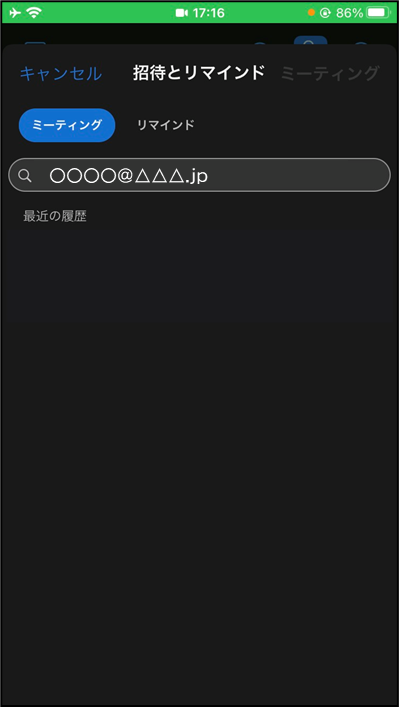 17:16 86%
キャンセル 招待とリマインド ミーティング
ミーティング リマインド
〇〇〇〇@△△△.jp
最近の履歴